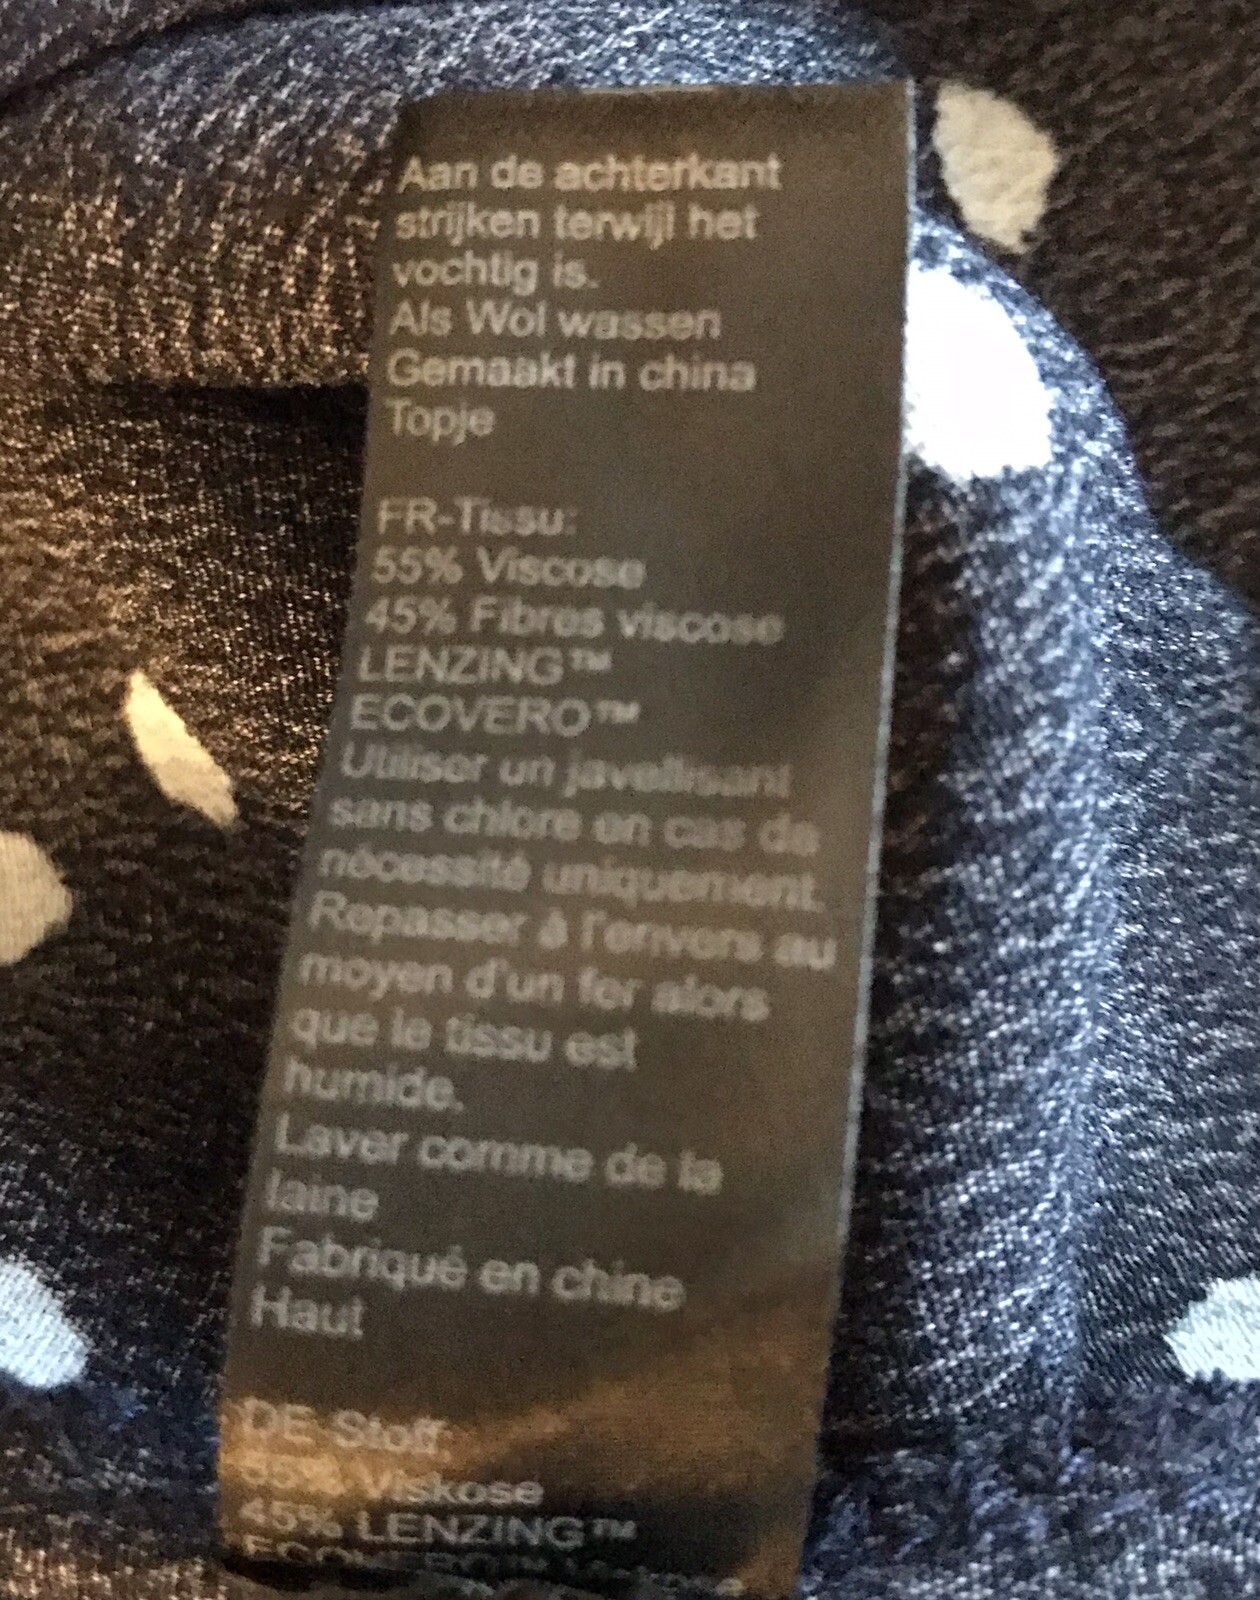 Aan de achterkant
strijken terwijl het
vochtig is.
Als Wol wassen
Gemaakt in china
Topje
FR-Tissu:
55% Viscose
45% Fibres viscose
LENZING™
ECOVERO™
Utiliser un javellisant
sans chlore en cas de
nécessité uniquement.
Repasser à l'envers au
moyen d'un fer alors
que le tissu est
humide.
Laver comme de la
laine
Fabriqué en chine
Haut
DE-Stoff:
55% Viskose
45% LENZING™